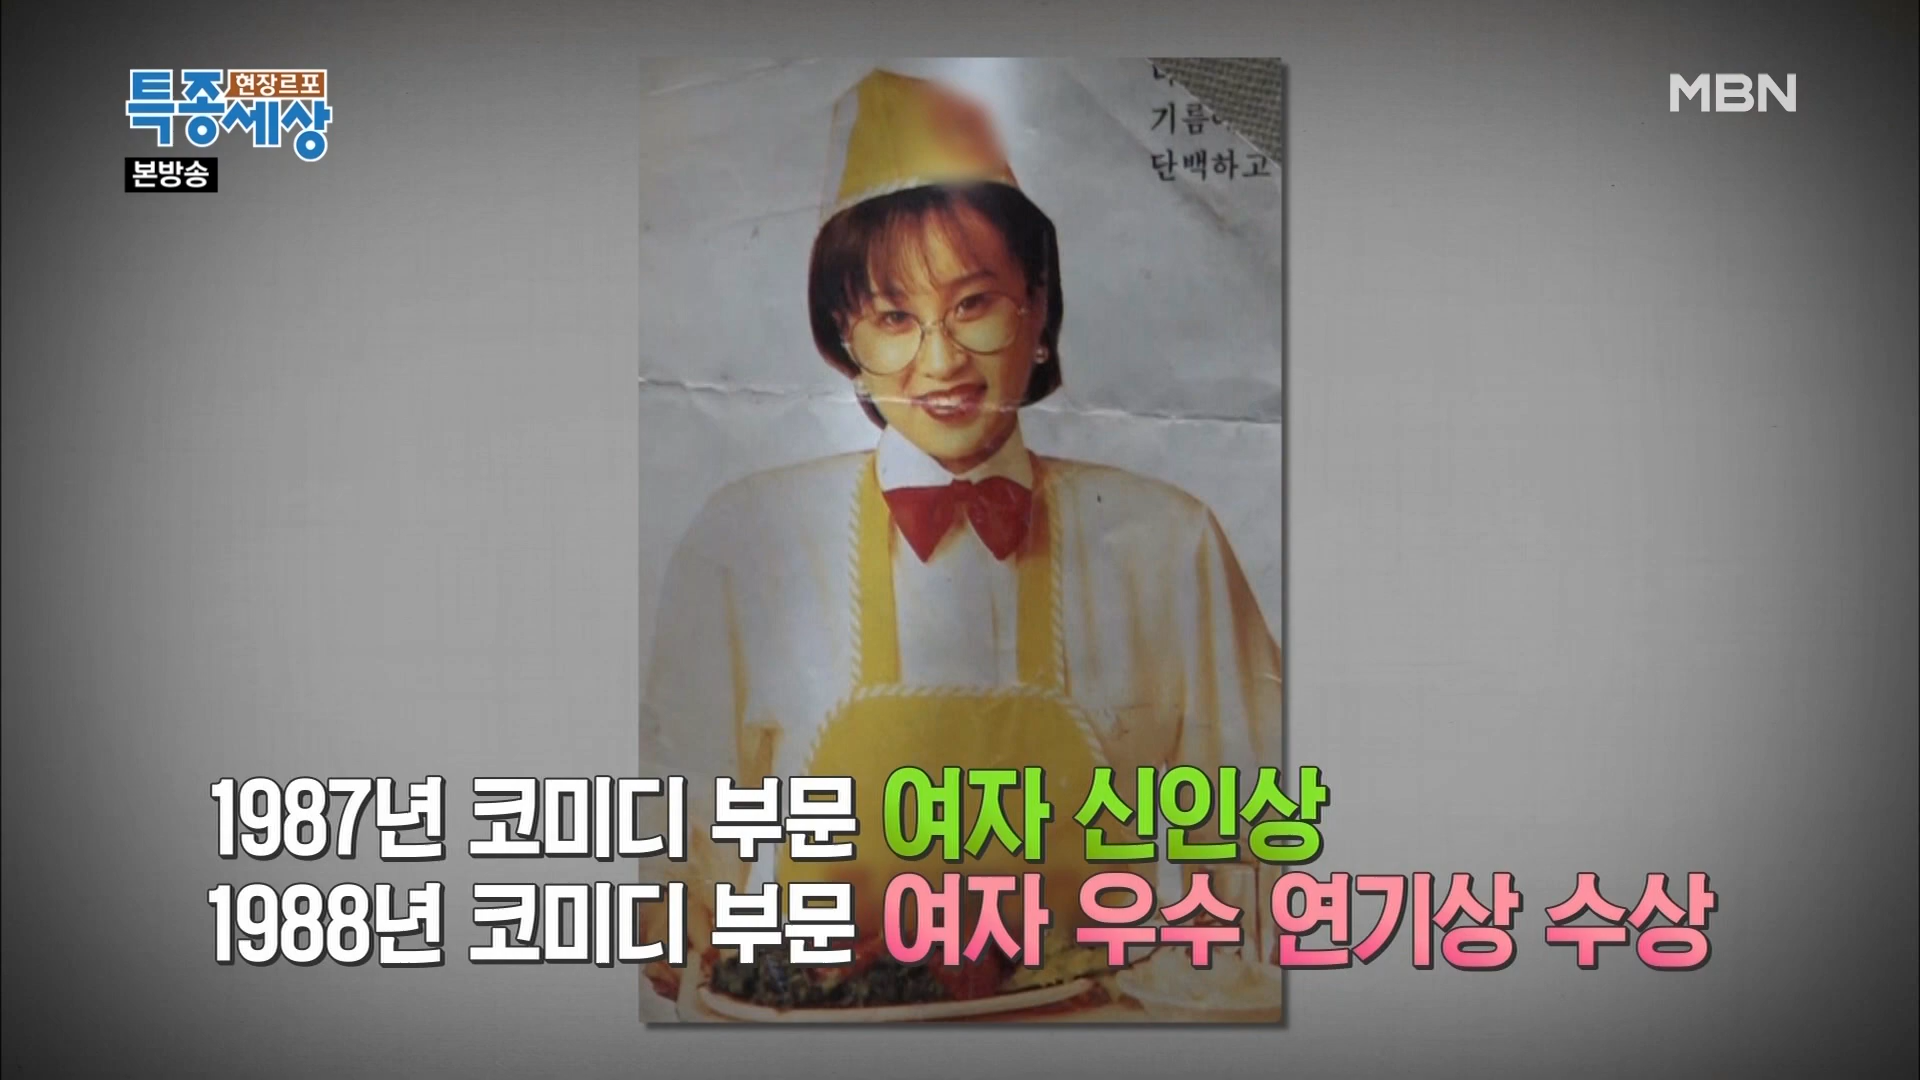 현장르포
특종세상
본방송
MBN
기름
단백하고
1987년 코미디 부문 여자 신인상
1988년 코미디 부문 여자 우수 연기상 수상